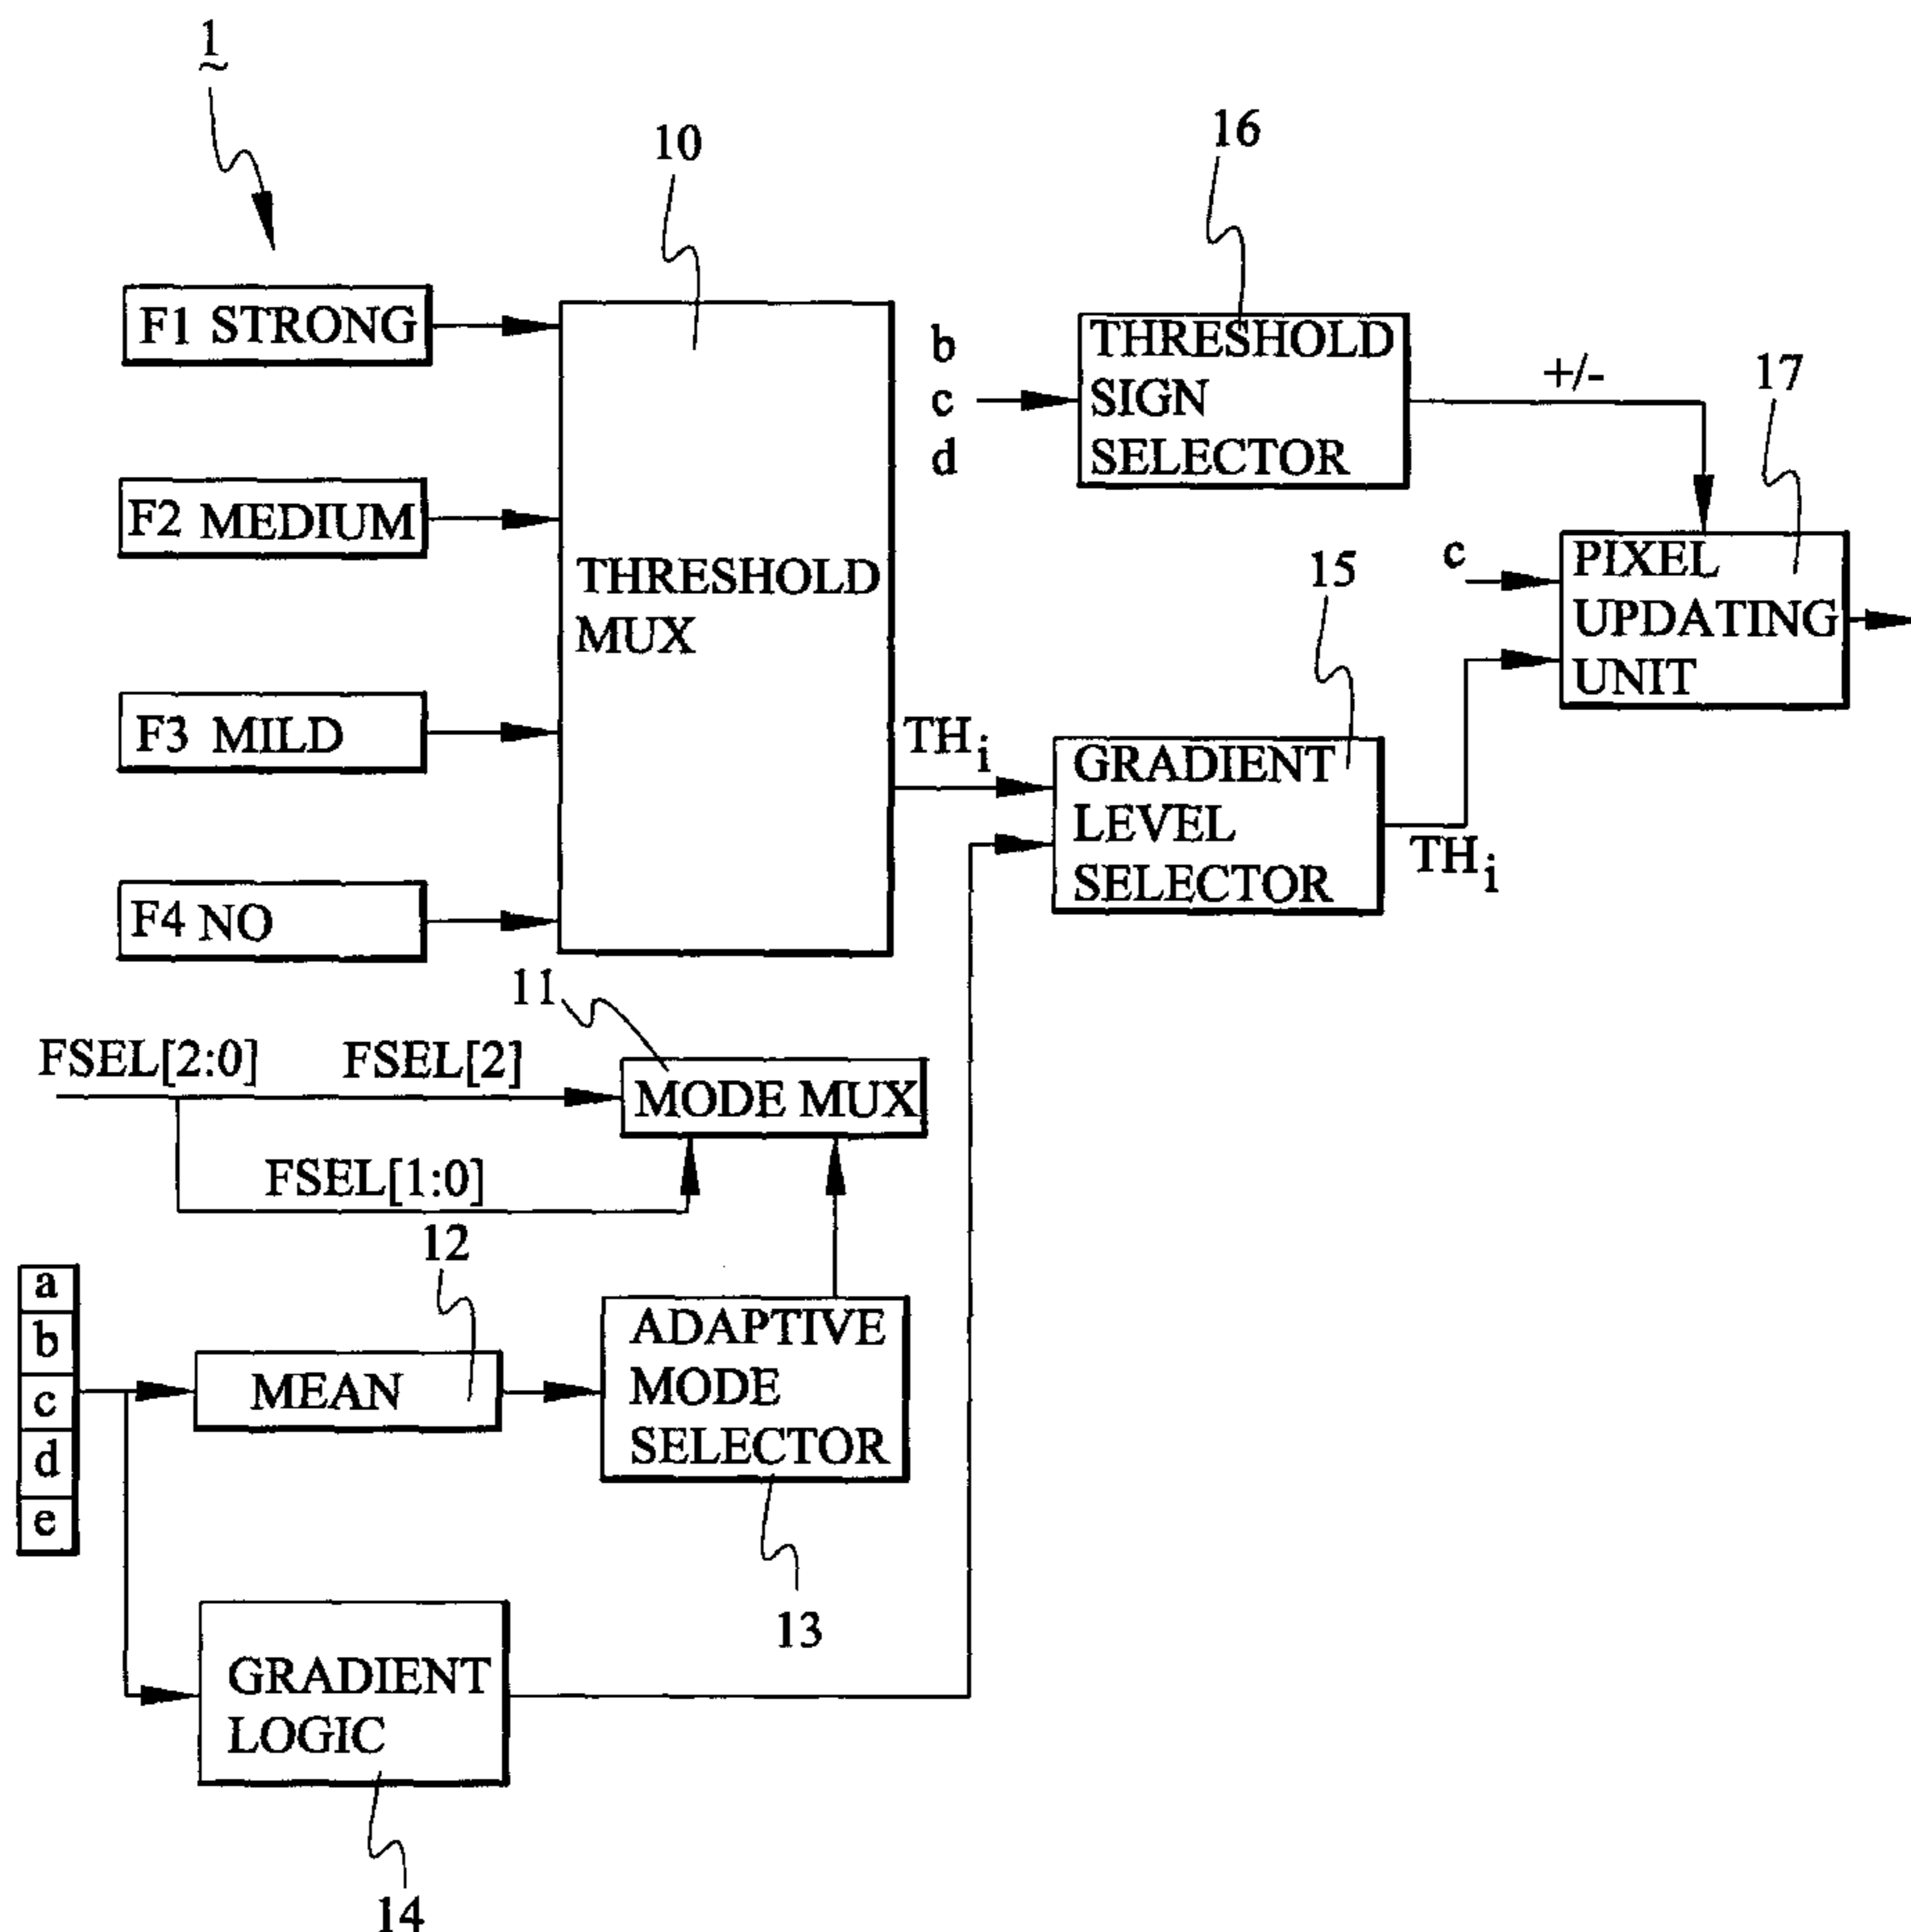 1
10
16
F1 STRONG
b
c
d
THRESHOLD
SIGN
SELECTOR
+/-
17
F2 MEDIUM
THRESHOLD
MUX
15
c
PIXEL
UPDATING
UNIT
F3 MILD
TH i
GRADIENT
LEVEL
SELECTOR
TH i
F4 NO
11
FSEL[2:0]
FSEL[2]
MODE MUX
FSEL[1:0]
12
a
b
c
d
e
MEAN
ADAPTIVE
MODE
SELECTOR
13
GRADIENT
LOGIC
14